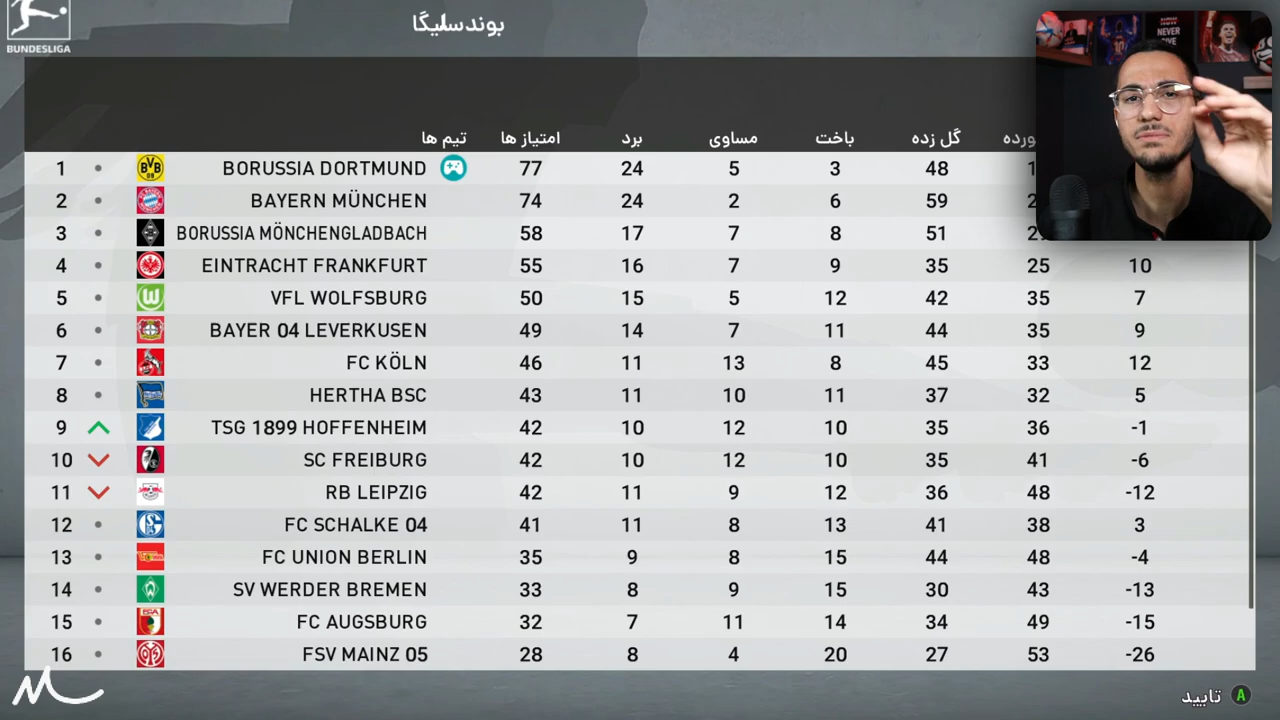 BUNDESLIGA
بوندسلیگا
NEVER GIVE
تیم ها امتیاز ها برد مساوی باخت گل زده
1 BORUSSIA DORTMUND 77 24 5 3 48
2 BAYERN MÜNCHEN 74 24 2 6 59
3 BORUSSIA MÖNCHENGLADBACH 58 17 7 8 51
4 EINTRACHT FRANKFURT 55 16 7 9 35 25 10
5 VFL WOLFSBURG 50 15 5 12 42 35 7
6 BAYER 04 LEVERKUSEN 49 14 7 11 44 35 9
7 FC KÖLN 46 11 13 8 45 33 12
8 HERTHA BSC 43 11 10 11 37 32 5
9 TSG 1899 HOFFENHEIM 42 10 12 10 35 36 -1
10 SC FREIBURG 42 10 12 10 35 41 -6
11 RB LEIPZIG 42 11 9 12 36 48 -12
12 FC SCHALKE 04 41 11 8 13 41 38 3
13 FC UNION BERLIN 35 9 8 15 44 48 -4
14 SV WERDER BREMEN 33 8 9 15 30 43 -13
15 FC AUGSBURG 32 7 11 14 34 49 -15
16 FSV MAINZ 05 28 8 4 20 27 53 -26
تایید A